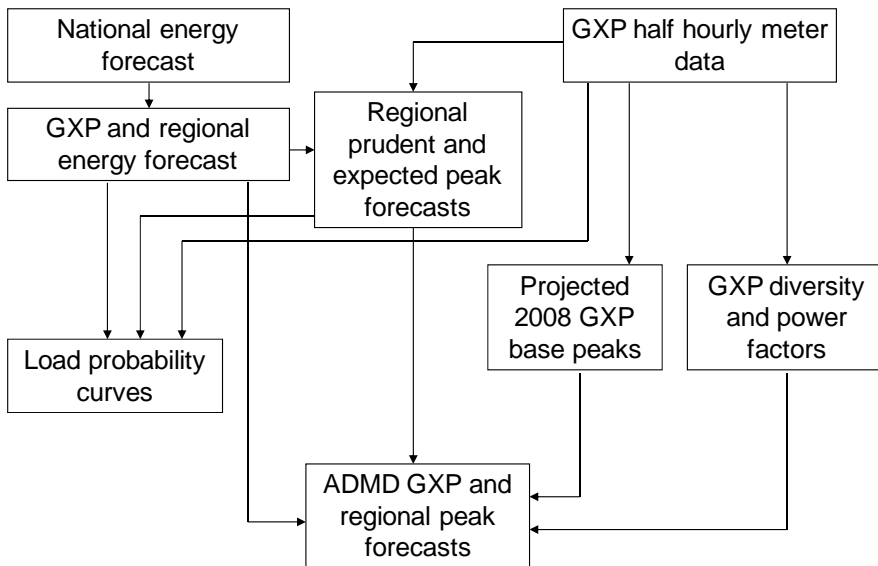 National energy
forecast
GXP half hourly meter
data
GXP and regional
energy forecast
Regional
prudent and
expected peak
forecasts
Projected
2008 GXP
base peaks
GXP diversity
and power
factors
Load probability
curves
ADMD GXP and
regional peak
forecasts